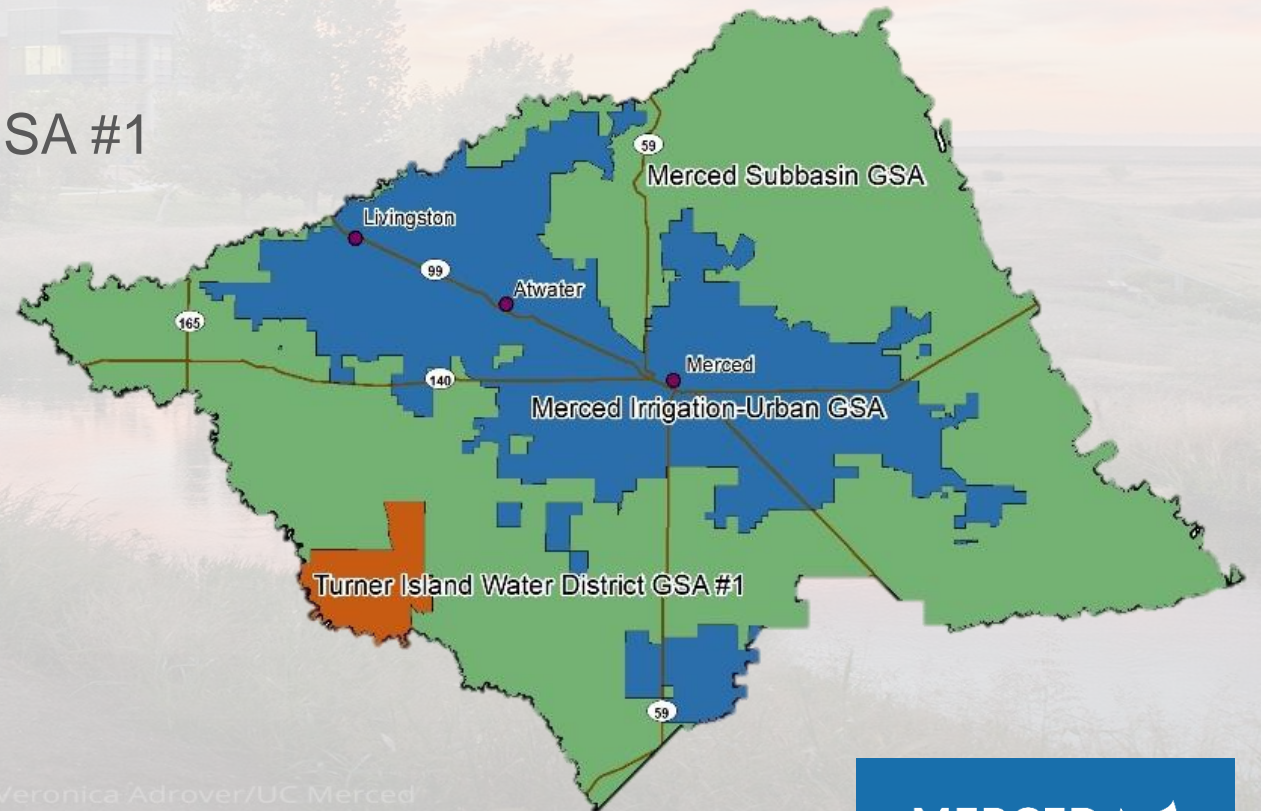 SA #1
59
Merced Subbasin GSA
Livingston
99
Atwater
165
Merced
140
Merced Irrigation-Urban GSA
Turner Island Water District GSA #1
59
Veronica Adrover/UC Merced
MERCED